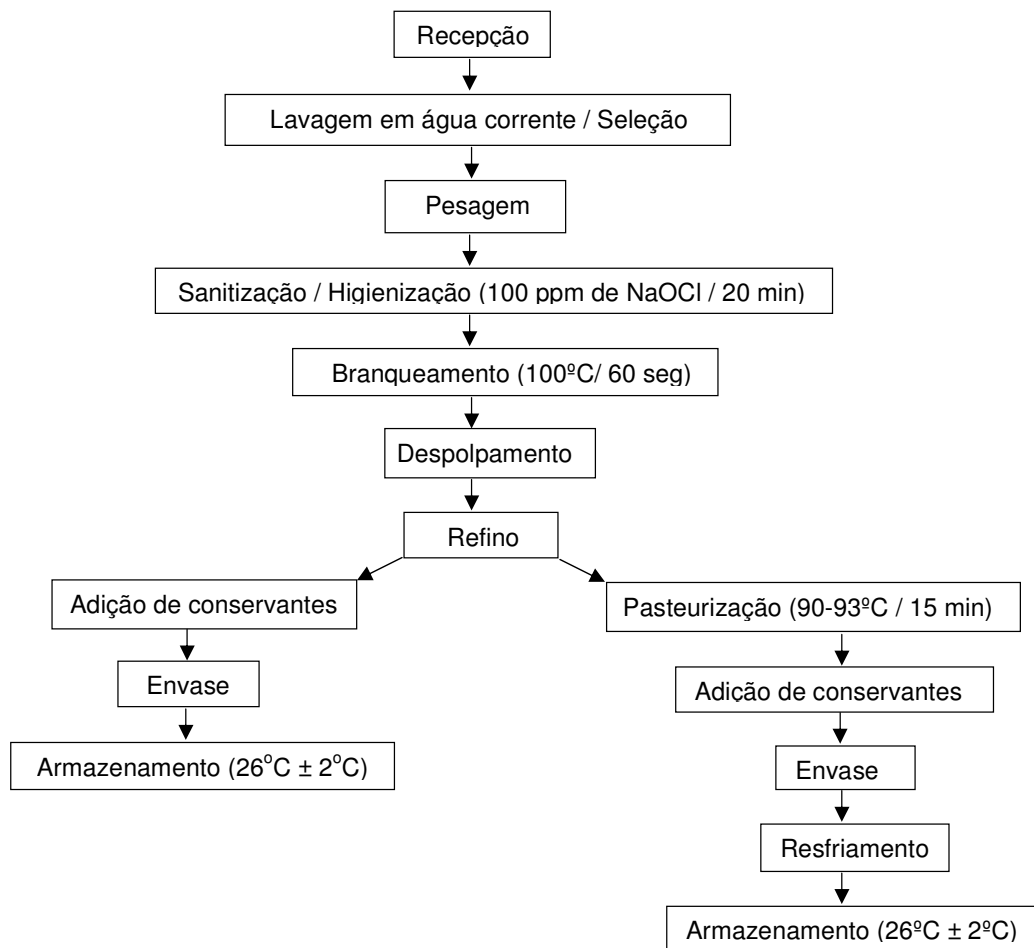 Recepção
Lavagem em água corrente / Seleção
Pesagem
Sanitização / Higienização (100 ppm de NaOCl / 20 min)
Branqueamento (100ºC/ 60 seg)
Despolpamento
Refino
Adição de conservantes
Envase
Armazenamento (26°C ± 2°C)
Pasteurização (90-93ºC / 15 min)
Adição de conservantes
Envase
Resfriamento
Armazenamento (26ºC ± 2ºC)